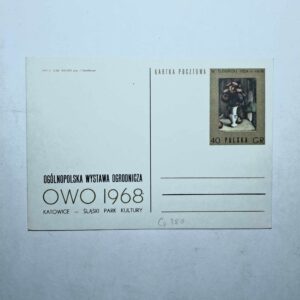 KARTKA POCZTOWA
40 POLSKA GR
OGÓLNOPOLSKA WYSTAWA OGRODNICZA
OWO 1968
KATOWICE — ŚLĄSKI PARK KULTURY